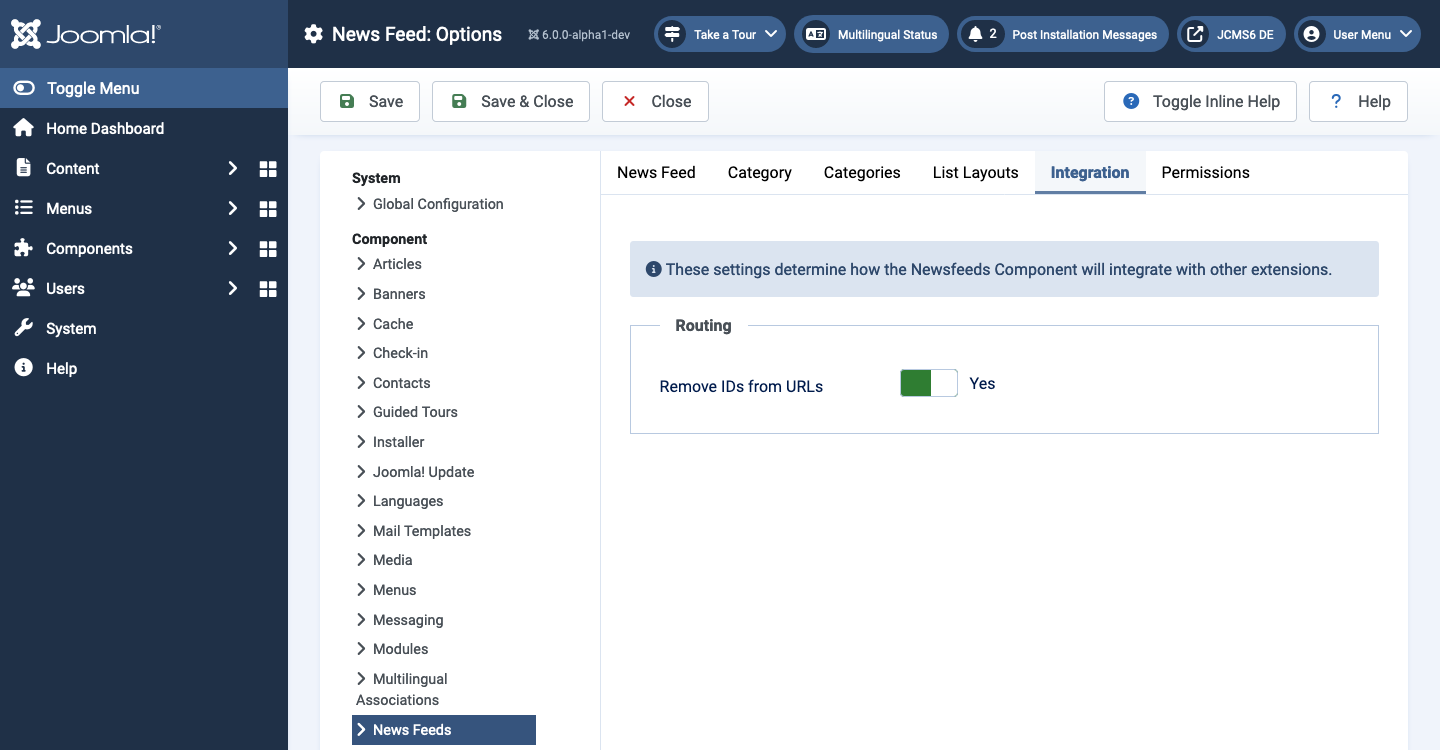 Joomla!®
News Feed: Options
6.0.0-alpha1-dev
Take a Tour
Multilingual Status
2 Post Installation Messages
JCMS6 DE
User Menu
Toggle Menu
Home Dashboard
Content
Menus
Components
Users
System
Help
Save
Save & Close
Close
Toggle Inline Help
? Help
System
Global Configuration
Component
Articles
Banners
Cache
Check-in
Contacts
Guided Tours
Installer
Joomla! Update
Languages
Mail Templates
Media
Menus
Messaging
Modules
Multilingual
Associations
News Feeds
News Feed
Category
Categories
List Layouts
Integration
Permissions
These settings determine how the Newsfeeds Component will integrate with other extensions.
Routing
Remove IDs from URLs
Yes